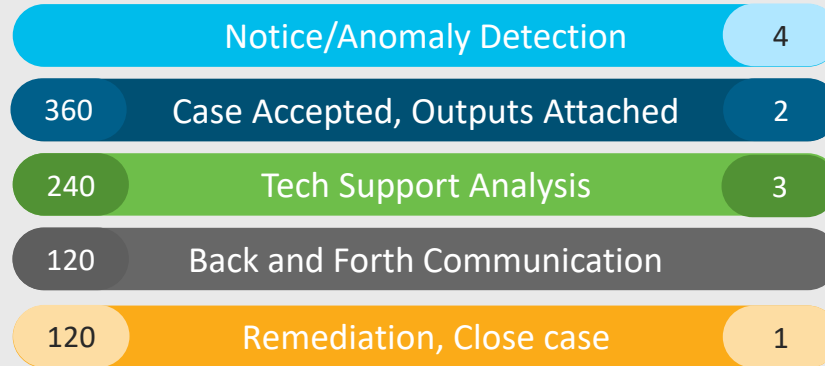 Notice/Anomaly Detection 4
360 Case Accepted, Outputs Attached 2
240 Tech Support Analysis 3
120 Back and Forth Communication
120 Remediation, Close case 1